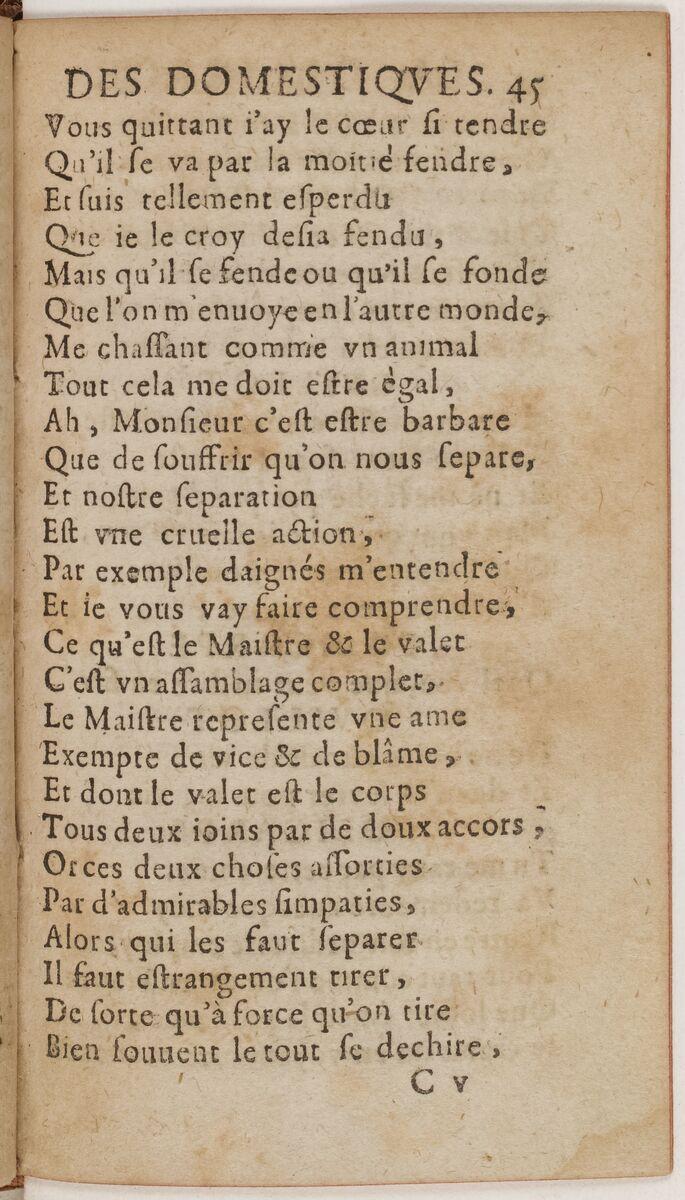 DES DOMESTIQVES. 45
Vous quittant i'ay le cœur ſi tendre
Qu'il ſe va par la moitié fendre,
Et ſuis tellement eſperdu
Que ie le croy deſia fendu,
Mais qu'il ſe fende ou qu'il ſe fonde
Que l'on m'enuoye en l'autre monde,
Me chaſſant comme vn animal
Tout cela me doit eſtre égal,
Ah, Monſieur c'eſt eſtre barbare
Que de ſouffrir qu'on nous ſepare,
Et noſtre ſeparation
Eſt vne cruelle action,
Par exemple daignés m'entendre
Et ie vous vay faire comprendre,
Ce qu'eſt le Maiſtre & le valet
C'eſt vn aſſamblage complet,
Le Maiſtre repreſente vne ame
Exempte de vice & de blâme,
Et dont le valet eſt le corps
Tous deux ioins par de doux accors,
Or ces deux choſes aſſorties
Par d'admirables ſimpaties,
Alors qui les faut ſeparer
Il faut eſtrangement tirer,
De ſorte qu'à force qu'on tire
Bien ſouuent le tout ſe dechire,
C v